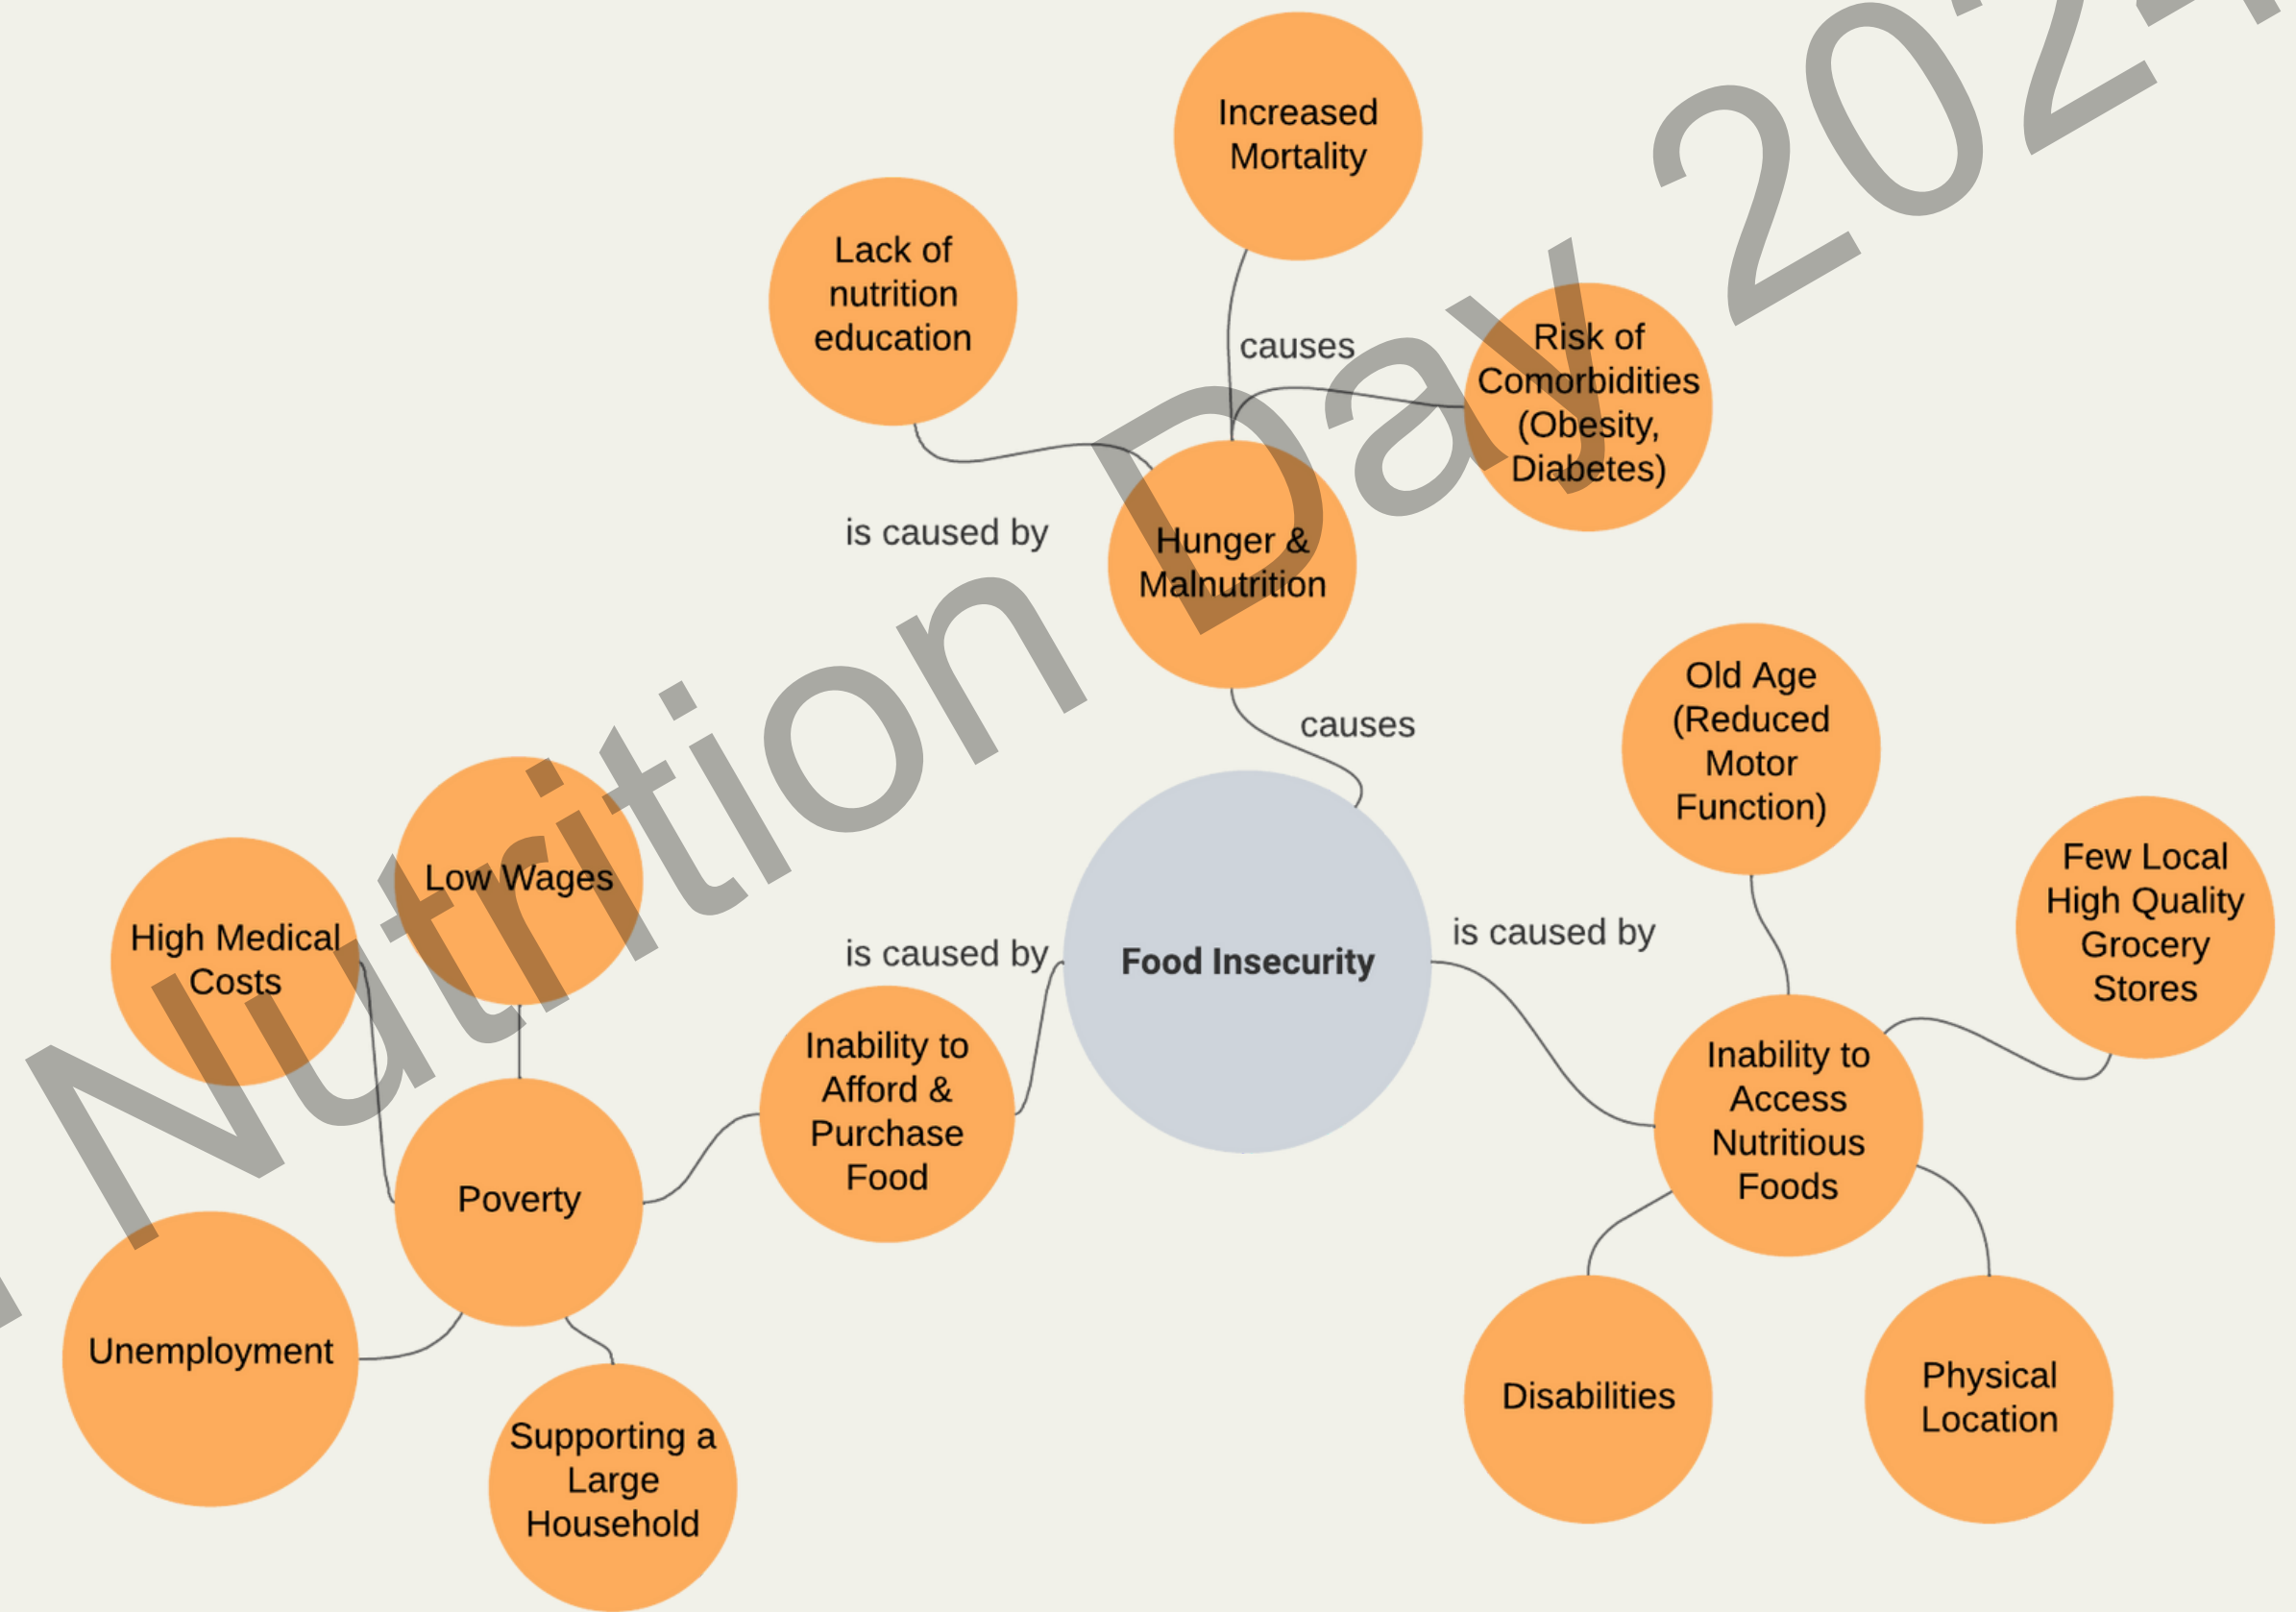 Increased
Mortality
Lack of
nutrition
education
causes
Risk of
Comorbidities
(Obesity,
Diabetes)
is caused by
Hunger &
Malnutrition
causes
Old Age
(Reduced
Motor
Function)
Low Wages
High Medical
Costs
Few Local
High Quality
Grocery
Stores
is caused by
Food Insecurity
is caused by
Inability to
Afford &
Purchase
Food
Inability to
Access
Nutritious
Foods
Poverty
Unemployment
Supporting a
Large
Household
Disabilities
Physical
Location
Nutrition Day